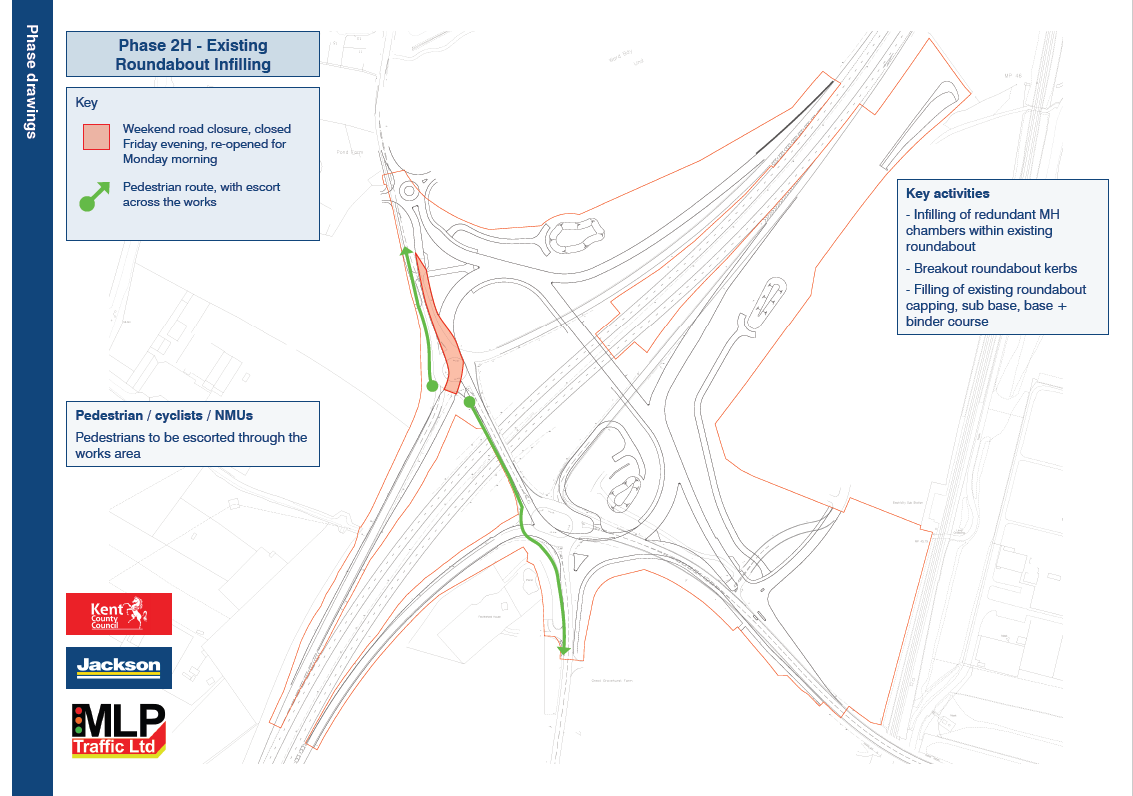 Phase drawings
Phase 2H - Existing
Roundabout Infilling
Key
Weekend road closure, closed
Friday evening, re-opened for
Monday morning
Pedestrian route, with escort
across the works
Key activities
- Infilling of redundant MH
chambers within existing
roundabout
- Breakout roundabout kerbs
- Filling of existing roundabout
capping, sub base, base +
binder course
Pedestrian / cyclists / NMUs
Pedestrians to be escorted through the
works area
Kent
County
Council
Jackson
MLP
Traffic Ltd